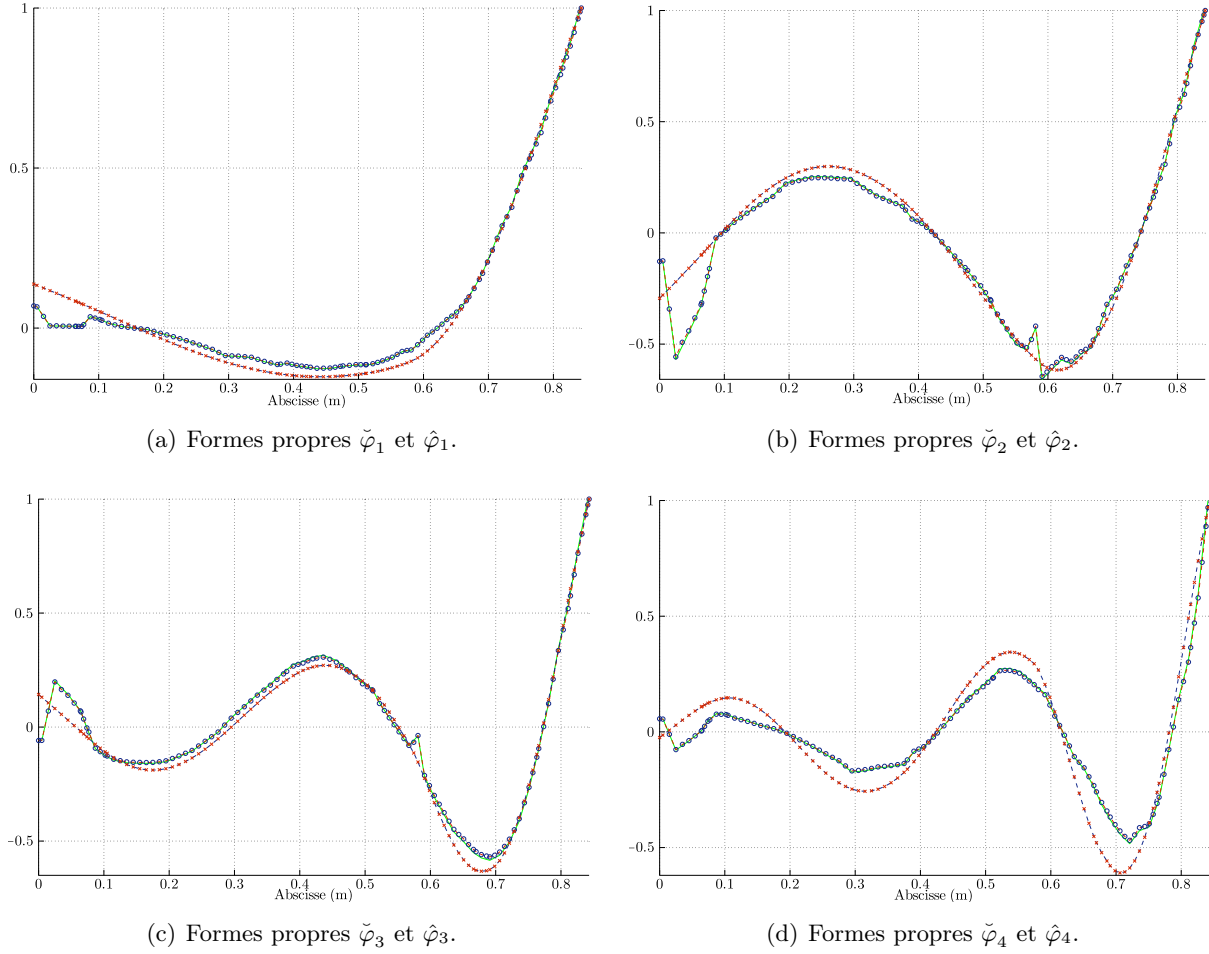 1
0.5
0
0 0.1 0.2 0.3 0.4 0.5 0.6 0.7 0.8
Abscisse (m)
(a) Formes propres φ̆₁ et φ̂₁.
1
0.5
0
−0.5
0 0.1 0.2 0.3 0.4 0.5 0.6 0.7 0.8
Abscisse (m)
(b) Formes propres φ̆₂ et φ̂₂.
1
0.5
0
−0.5
0 0.1 0.2 0.3 0.4 0.5 0.6 0.7 0.8
Abscisse (m)
(c) Formes propres φ̆₃ et φ̂₃.
1
0.5
0
−0.5
0 0.1 0.2 0.3 0.4 0.5 0.6 0.7 0.8
Abscisse (m)
(d) Formes propres φ̆₄ et φ̂₄.